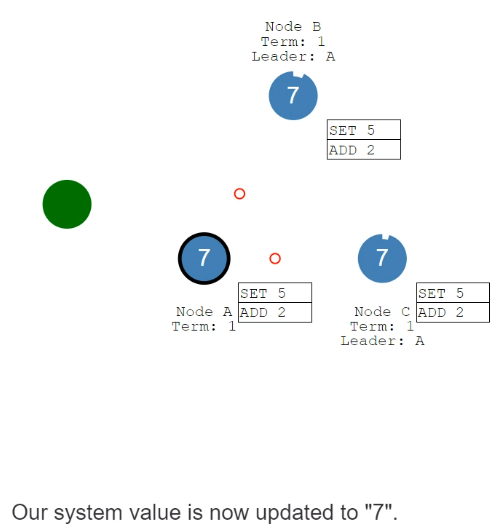 Node B
Term: 1
Leader: A
7
SET 5
ADD 2
7
7
SET 5
ADD 2
SET 5
ADD 2
Node A
Term: 1
Node C
Term: 1
Leader: A
Our system value is now updated to "7".